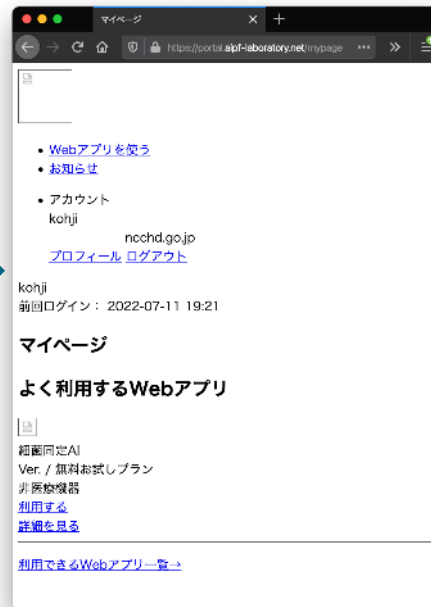 マイページ
https://portal.aipf-laboratory.net/mypage
Webアプリを使う
お知らせ
アカウント
kohji
ncchd.go.jp
プロフィール ログアウト
kohji
前回ログイン： 2022-07-11 19:21
マイページ
よく利用するWebアプリ
細菌同定AI
Ver. / 無料お試しプラン
非医療機器
利用する
詳細を見る
利用できるWebアプリ一覧→